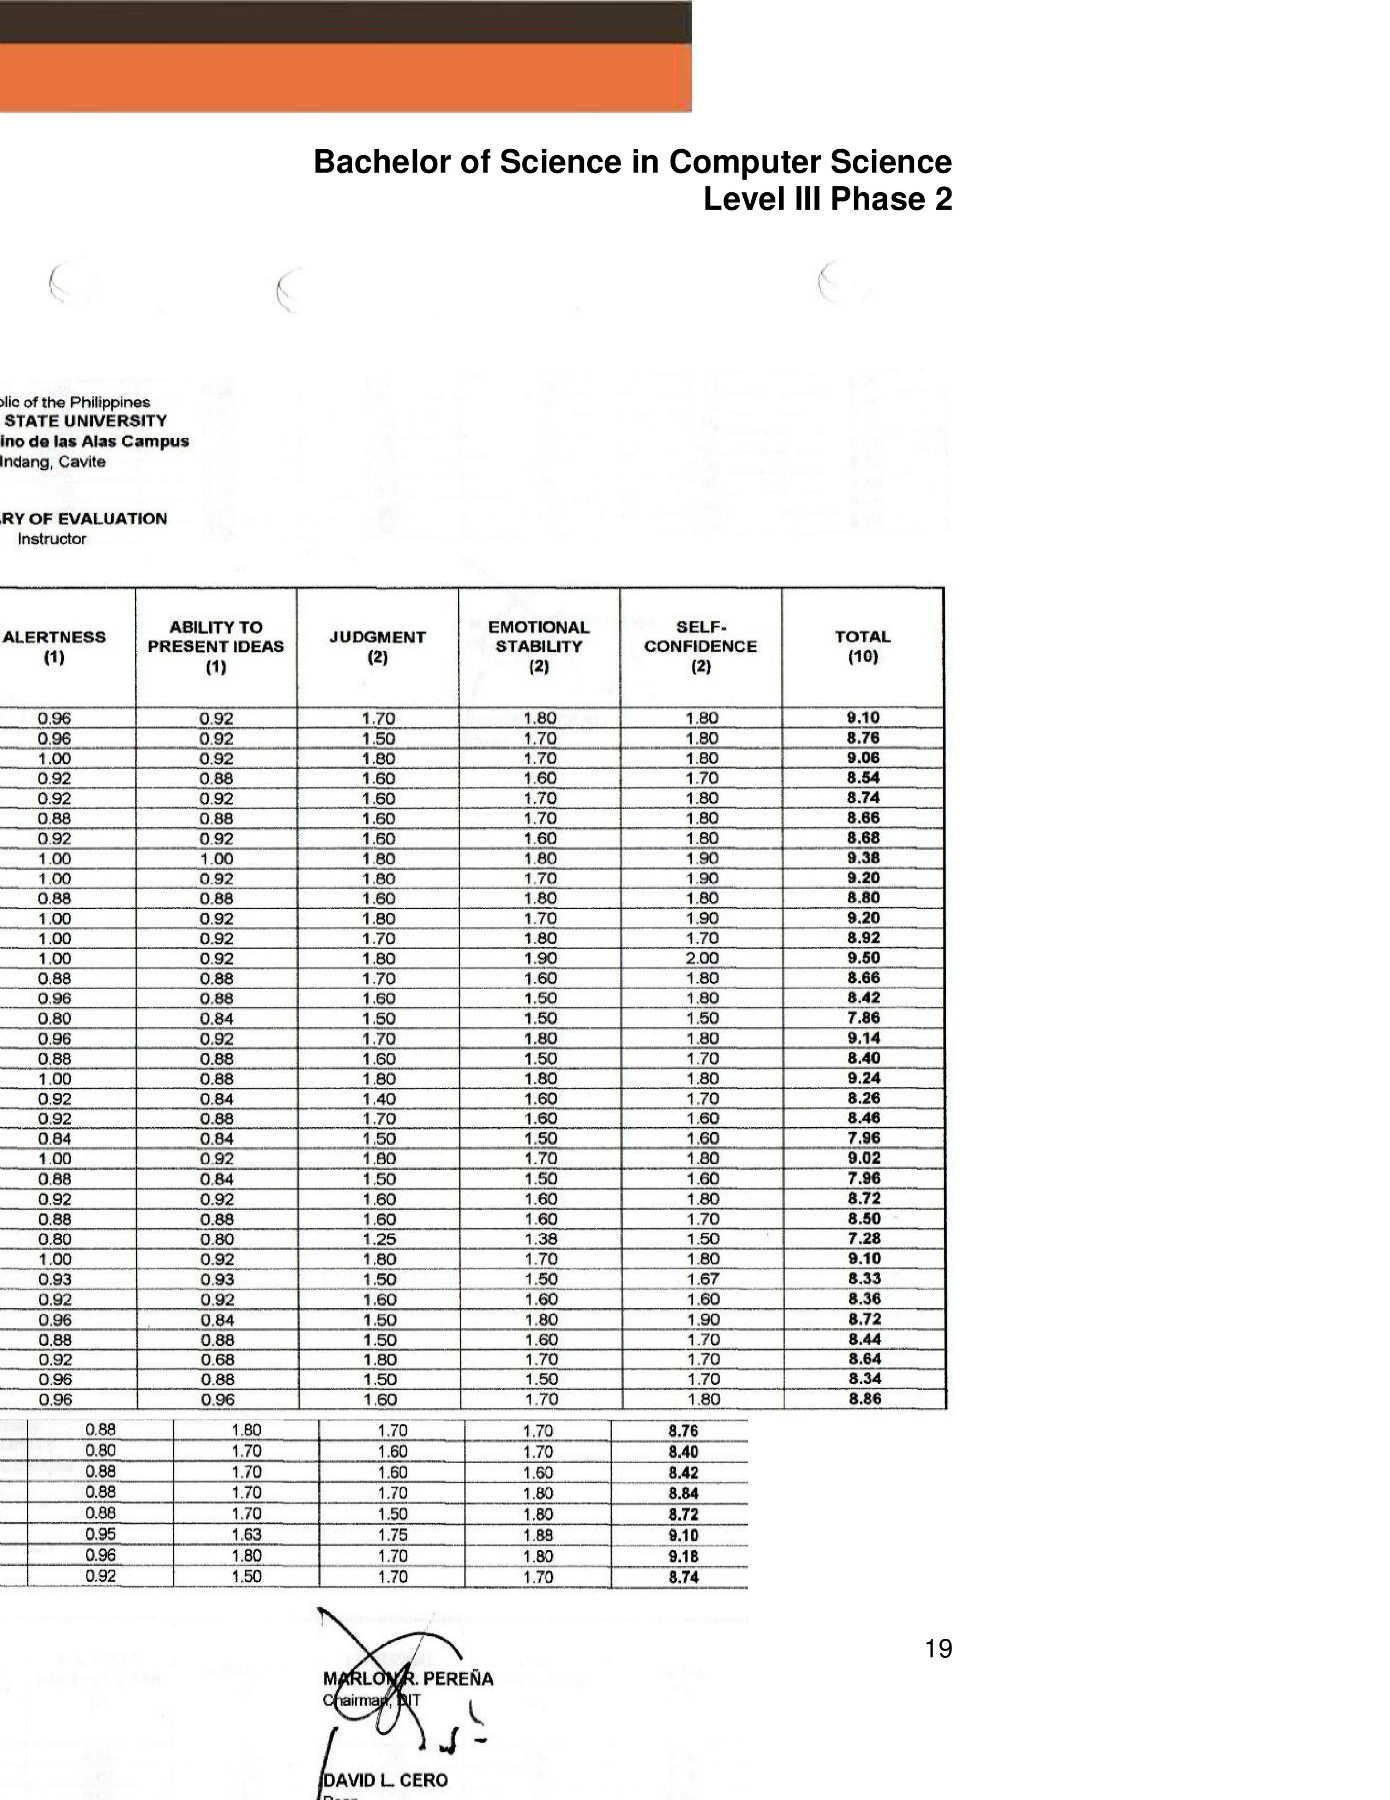 Bachelor of Science in Computer Science
Level III Phase 2
blic of the Philippines
STATE UNIVERSITY
ino de las Alas Campus
Indang, Cavite
RY OF EVALUATION
Instructor
ALERTNESS (1) ABILITY TO PRESENT IDEAS (1) JUDGMENT (2) EMOTIONAL STABILITY (2) SELF-CONFIDENCE (2) TOTAL (10)
0.96 0.92 1.70 1.80 1.80 9.10
0.96 0.92 1.50 1.70 1.80 8.76
1.00 0.92 1.80 1.70 1.80 9.06
0.92 0.88 1.60 1.60 1.70 8.54
0.92 0.92 1.60 1.70 1.80 8.74
0.88 0.88 1.60 1.70 1.80 8.66
0.92 0.92 1.60 1.60 1.80 8.68
1.00 1.00 1.80 1.80 1.90 9.38
1.00 0.92 1.80 1.70 1.90 9.20
0.88 0.88 1.60 1.80 1.80 8.80
1.00 0.92 1.80 1.70 1.90 9.20
1.00 0.92 1.70 1.80 1.70 8.92
1.00 0.92 1.80 1.90 2.00 9.50
0.88 0.88 1.70 1.60 1.80 8.66
0.96 0.88 1.60 1.50 1.80 8.42
0.80 0.84 1.50 1.50 1.50 7.86
0.96 0.92 1.70 1.80 1.80 9.14
0.88 0.88 1.60 1.50 1.70 8.40
1.00 0.88 1.80 1.80 1.80 9.24
0.92 0.84 1.40 1.60 1.70 8.26
0.92 0.88 1.70 1.60 1.60 8.46
0.84 0.84 1.50 1.50 1.60 7.96
1.00 0.92 1.80 1.70 1.80 9.02
0.88 0.84 1.50 1.50 1.60 7.96
0.92 0.92 1.60 1.60 1.80 8.72
0.88 0.88 1.60 1.60 1.70 8.50
0.80 0.80 1.25 1.38 1.50 7.28
1.00 0.92 1.80 1.70 1.80 9.10
0.93 0.93 1.50 1.50 1.67 8.33
0.92 0.92 1.60 1.60 1.60 8.36
0.96 0.84 1.50 1.80 1.90 8.72
0.88 0.88 1.50 1.60 1.70 8.44
0.92 0.68 1.80 1.70 1.70 8.64
0.96 0.88 1.50 1.50 1.70 8.34
0.96 0.96 1.60 1.70 1.80 8.86
0.88 1.80 1.70 1.70 8.76
0.80 1.70 1.60 1.70 8.40
0.88 1.70 1.60 1.60 8.42
0.88 1.70 1.70 1.80 8.84
0.88 1.70 1.50 1.80 8.72
0.95 1.63 1.75 1.88 9.10
0.96 1.80 1.70 1.80 9.18
0.92 1.50 1.70 1.70 8.74
19
MARLON R. PEREÑA
Chairman, DIT
DAVID L. CERO